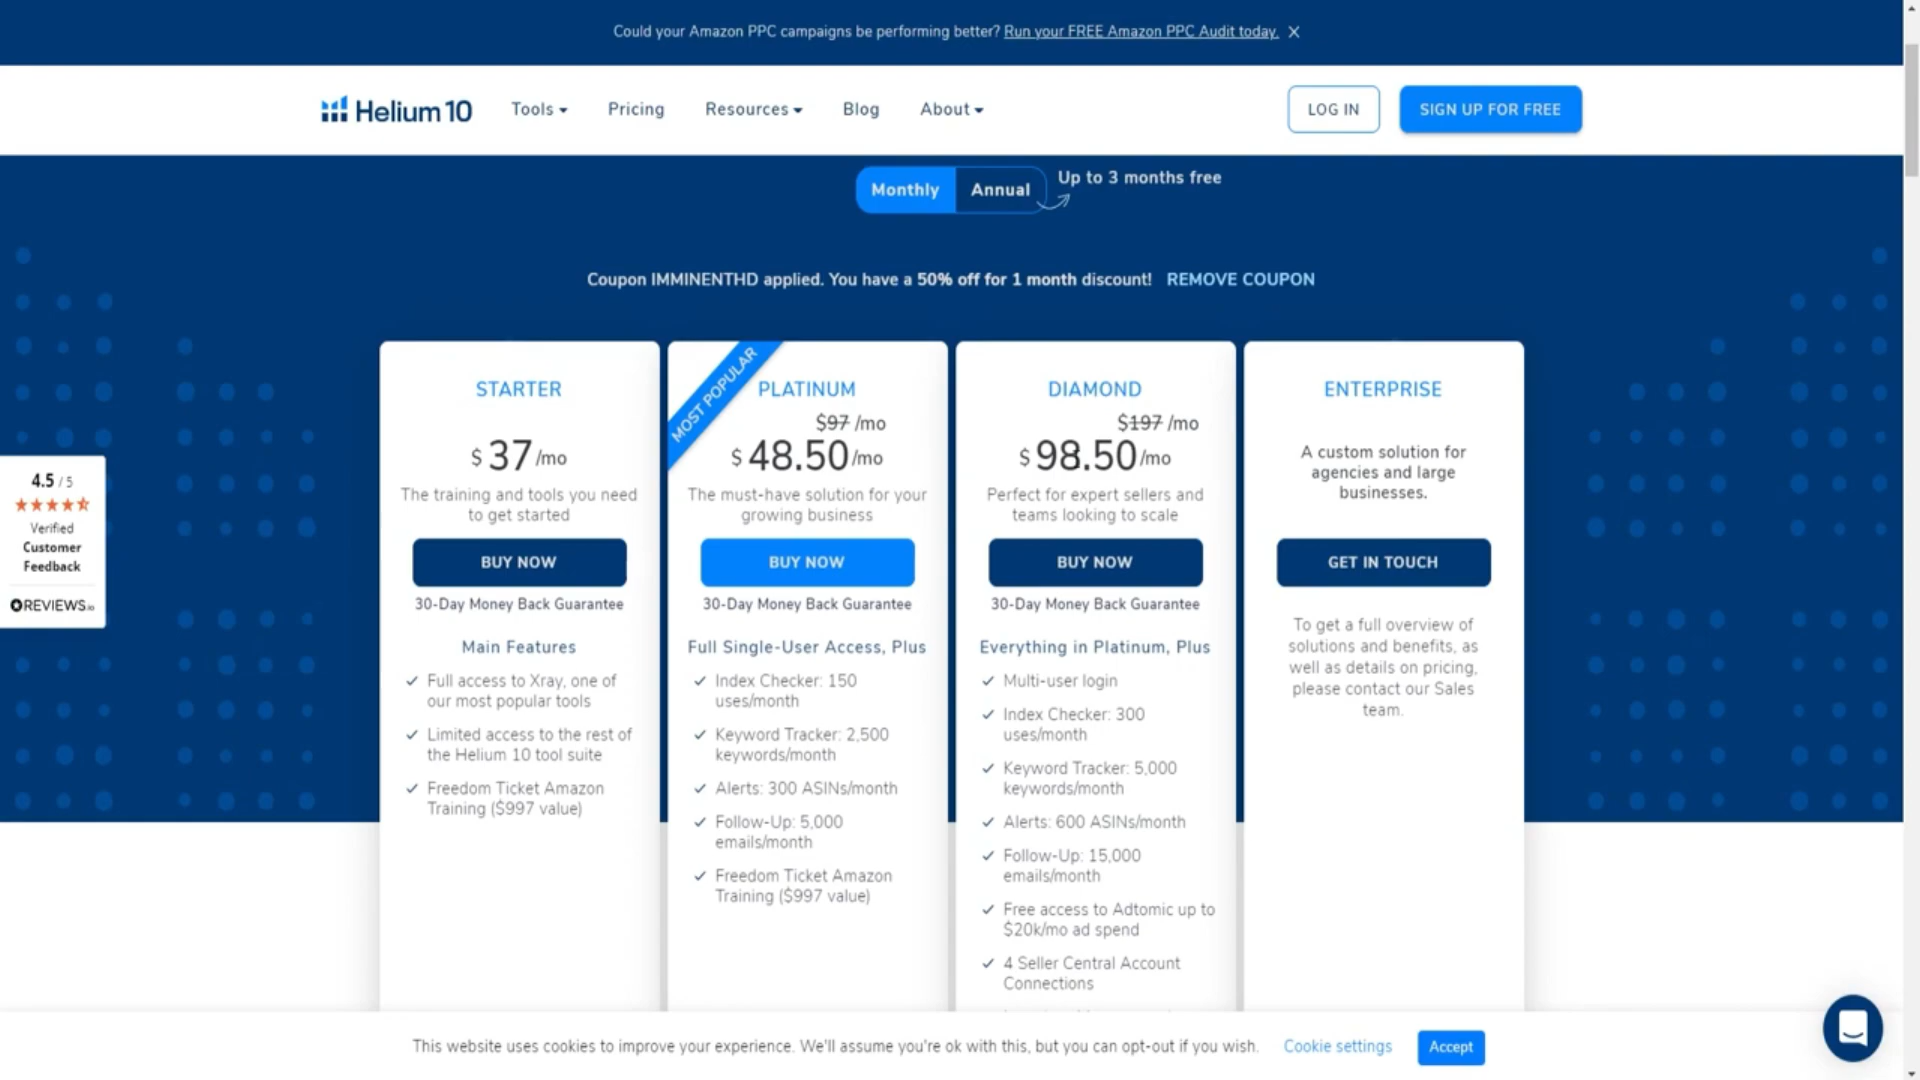 Could your Amazon PPC campaigns be performing better? Run your FREE Amazon PPC Audit today.
Helium 10
Tools
Pricing
Resources
Blog
About
LOG IN
SIGN UP FOR FREE
Monthly
Annual
Up to 3 months free
Coupon IMMINENTHD applied. You have a 50% off for 1 month discount! REMOVE COUPON
4.5 / 5
Verified
Customer
Feedback
REVIEWS.io
STARTER
$ 37 /mo
The training and tools you need
to get started
BUY NOW
30-Day Money Back Guarantee
Main Features
Full access to Xray, one of
our most popular tools
Limited access to the rest of
the Helium 10 tool suite
Freedom Ticket Amazon
Training ($997 value)
MOST POPULAR
PLATINUM
$97 /mo
$ 48.50 /mo
The must-have solution for your
growing business
BUY NOW
30-Day Money Back Guarantee
Full Single-User Access, Plus
Index Checker: 150
uses/month
Keyword Tracker: 2,500
keywords/month
Alerts: 300 ASINs/month
Follow-Up: 5,000
emails/month
Freedom Ticket Amazon
Training ($997 value)
DIAMOND
$197 /mo
$ 98.50 /mo
Perfect for expert sellers and
teams looking to scale
BUY NOW
30-Day Money Back Guarantee
Everything in Platinum, Plus
Multi-user login
Index Checker: 300
uses/month
Keyword Tracker: 5,000
keywords/month
Alerts: 600 ASINs/month
Follow-Up: 15,000
emails/month
Free access to Adtomic up to
$20k/mo ad spend
4 Seller Central Account
Connections
ENTERPRISE
A custom solution for
agencies and large
businesses.
GET IN TOUCH
To get a full overview of
solutions and benefits, as
well as details on pricing,
please contact our Sales
team.
This website uses cookies to improve your experience. We'll assume you're ok with this, but you can opt-out if you wish.
Cookie settings
Accept